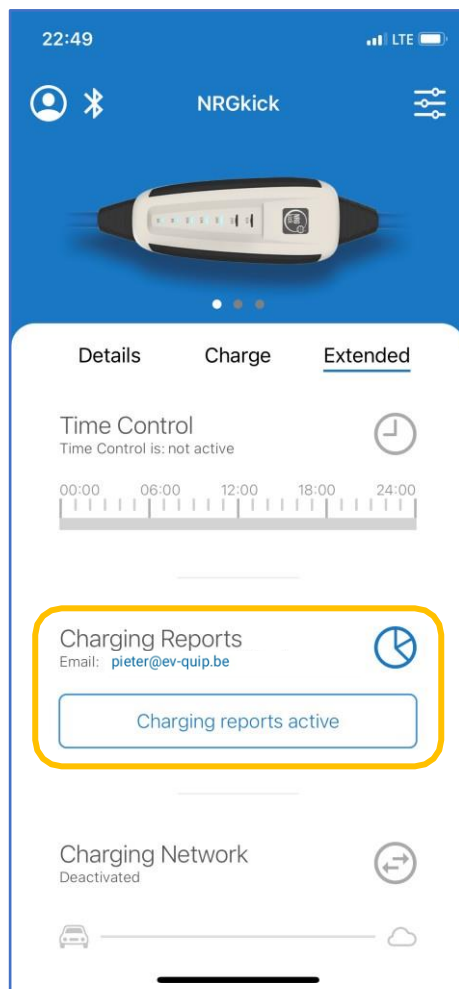 22:49 LTE
NRGkick
Details Charge Extended
Time Control
Time Control is: not active
00:00 06:00 12:00 18:00 24:00
Charging Reports
Email: pieter@ev-quip.be
Charging reports active
Charging Network
Deactivated